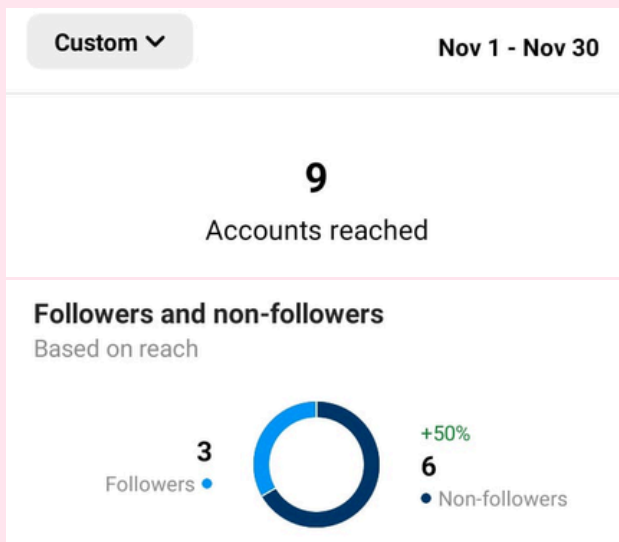 Custom
Nov 1 - Nov 30
9
Accounts reached
Followers and non-followers
Based on reach
3
Followers
+50%
6
Non-followers